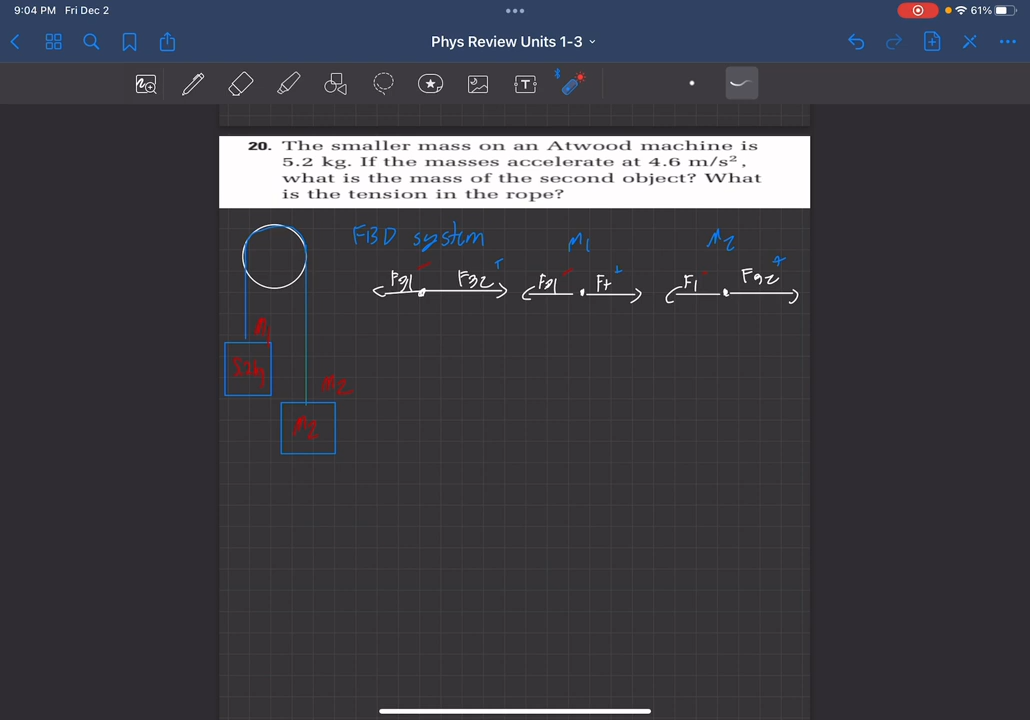 9:04 PM Fri Dec 2
61%
Phys Review Units 1-3
20. The smaller mass on an Atwood machine is
5.2 kg. If the masses accelerate at 4.6 m/s²,
what is the mass of the second object? What
is the tension in the rope?
FBD system M1 M2
Fg1 - Fg2 + Fg1 - Ft + Ft - Fg2 +
M1
5.2kg
M2
M2